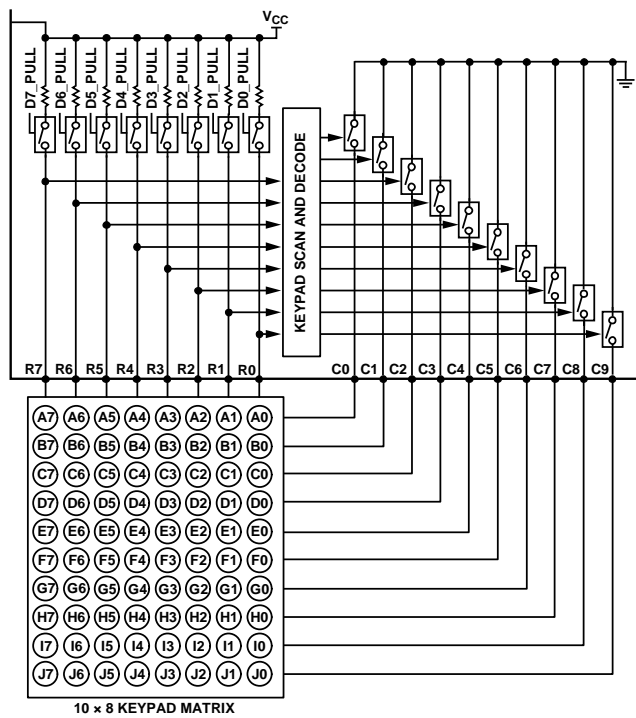 VCC
D7_PULL
D6_PULL
D5_PULL
D4_PULL
D3_PULL
D2_PULL
D1_PULL
D0_PULL
KEYPAD SCAN AND DECODE
R7 R6 R5 R4 R3 R2 R1 R0 C0 C1 C2 C3 C4 C5 C6 C7 C8 C9
A7 A6 A5 A4 A3 A2 A1 A0
B7 B6 B5 B4 B3 B2 B1 B0
C7 C6 C5 C4 C3 C2 C1 C0
D7 D6 D5 D4 D3 D2 D1 D0
E7 E6 E5 E4 E3 E2 E1 E0
F7 F6 F5 F4 F3 F2 F1 F0
G7 G6 G5 G4 G3 G2 G1 G0
H7 H6 H5 H4 H3 H2 H1 H0
I7 I6 I5 I4 I3 I2 I1 I0
J7 J6 J5 J4 J3 J2 J1 J0
10 × 8 KEYPAD MATRIX